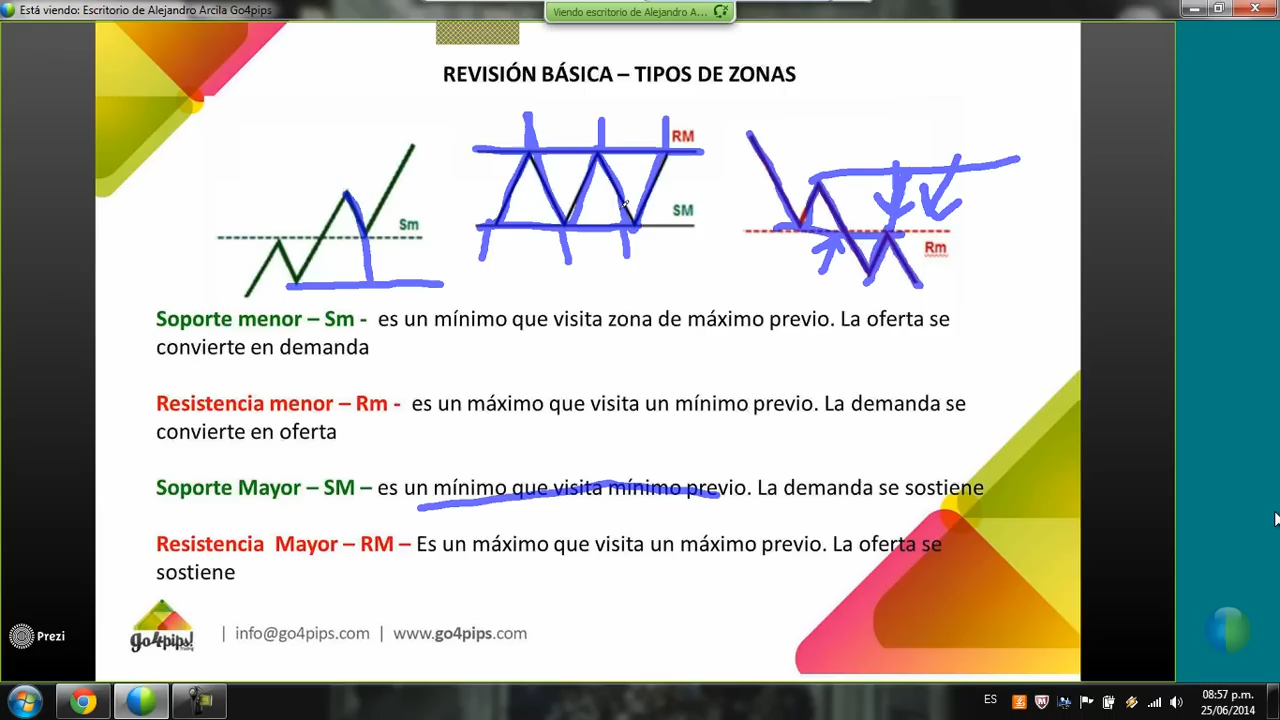 Está viendo: Escritorio de Alejandro Arcila Go4pips
Viendo escritorio de Alejandro A...
REVISIÓN BÁSICA – TIPOS DE ZONAS
RM
Sm
SM
Rm
Soporte menor – Sm - es un mínimo que visita zona de máximo previo. La oferta se
convierte en demanda
Resistencia menor – Rm - es un máximo que visita un mínimo previo. La demanda se
convierte en oferta
Soporte Mayor – SM – es un mínimo que visita mínimo previo. La demanda se sostiene
Resistencia Mayor – RM – Es un máximo que visita un máximo previo. La oferta se
sostiene
Prezi
go4pips!
| info@go4pips.com | www.go4pips.com
ES
08:57 p.m.
25/06/2014